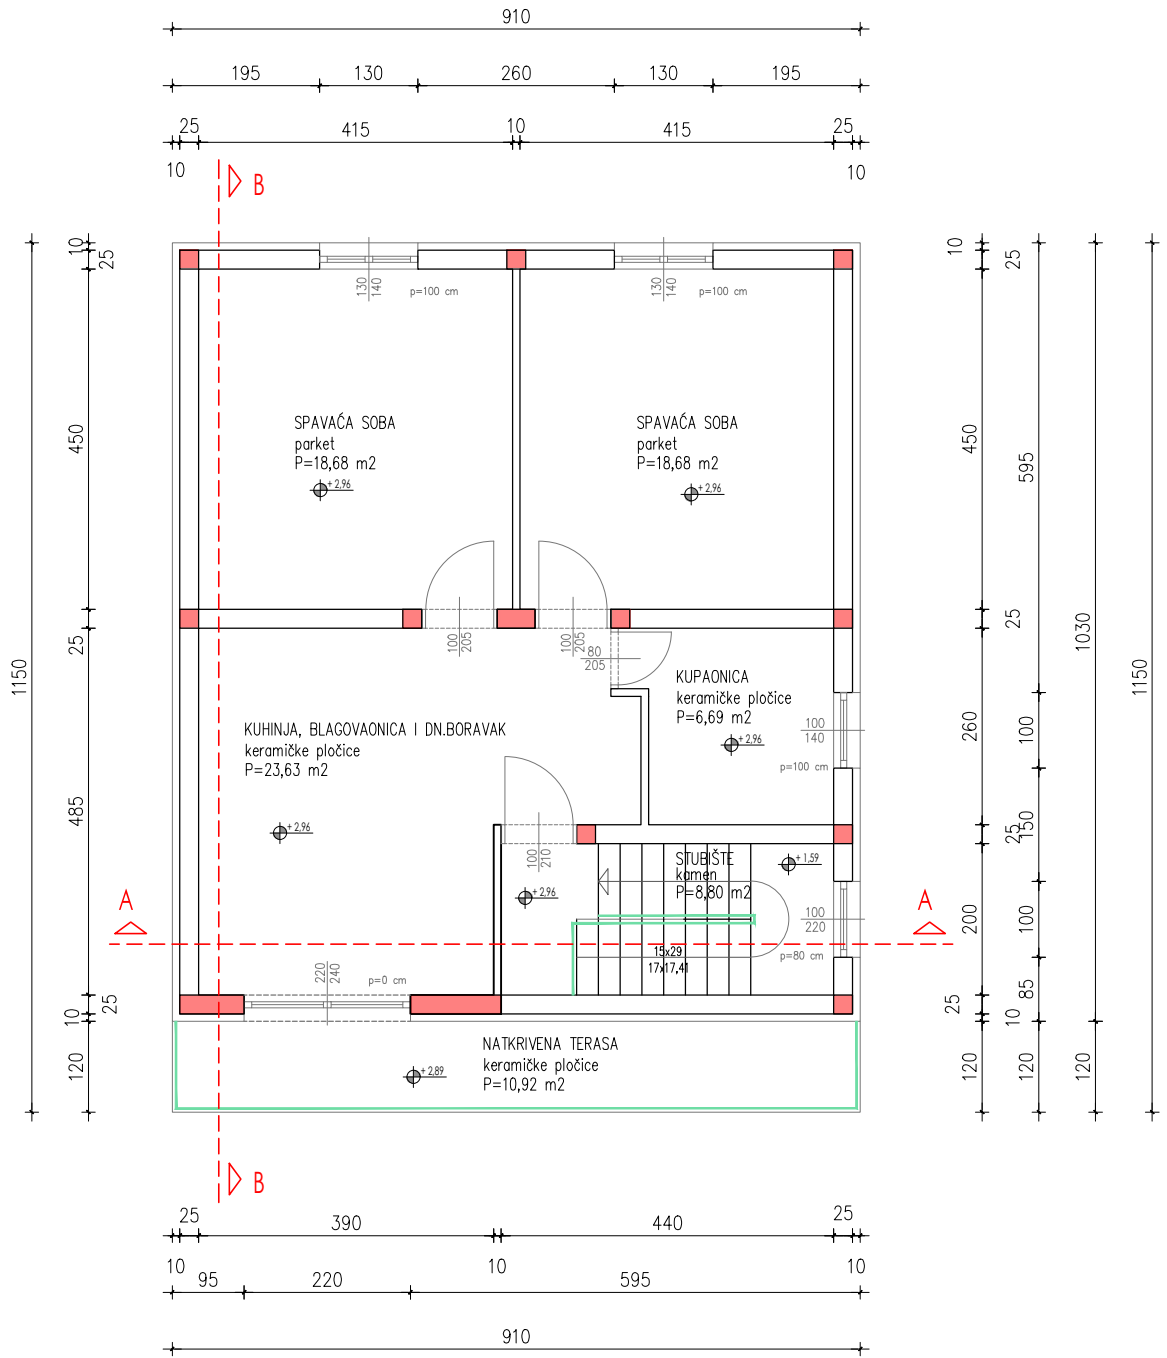 910
195 130 260 130 195
25 415 10 415 25
10 10
B
10 25 10 25
130 140 p=100 cm 130 140 p=100 cm
SPAVAĆA SOBA
parket
P=18,68 m2
+2,96
SPAVAĆA SOBA
parket
P=18,68 m2
+2,96
450 450 595
1150 25 25 1030 1150
100 205 100 205 80 205
KUPAONICA
keramičke pločice
P=6,69 m2
+2,96
100 140
p=100 cm
KUHINJA, BLAGOVAONICA I DN.BORAVAK
keramičke pločice
P=23,63 m2
+2,96
485 260 100
25 150
100 210
STUBIŠTE
kamen
P=8,80 m2
+1,59
+2,96
A A
200 100
100 220
p=80 cm
15x29
17x17,41
220 240 p=0 cm
25 10 25 10 85
NATKRIVENA TERASA
keramičke pločice
P=10,92 m2
+2,89
120 120 120 120
B
25 390 440 25
10 10 10
95 220 595
910